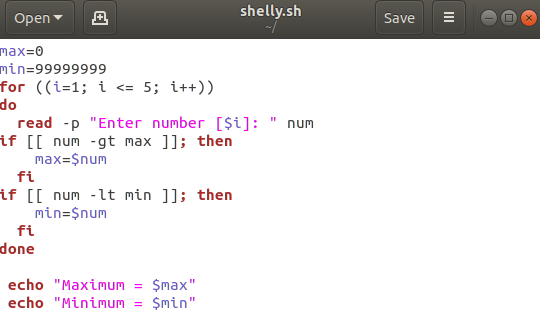 Open
shelly.sh
~/
Save
max=0
min=99999999
for ((i=1; i <= 5; i++))
do
  read -p "Enter number [$i]: " num
if [[ num -gt max ]]; then
    max=$num
  fi
if [[ num -lt min ]]; then
    min=$num
  fi
done

 echo "Maximum = $max"
 echo "Minimum = $min"